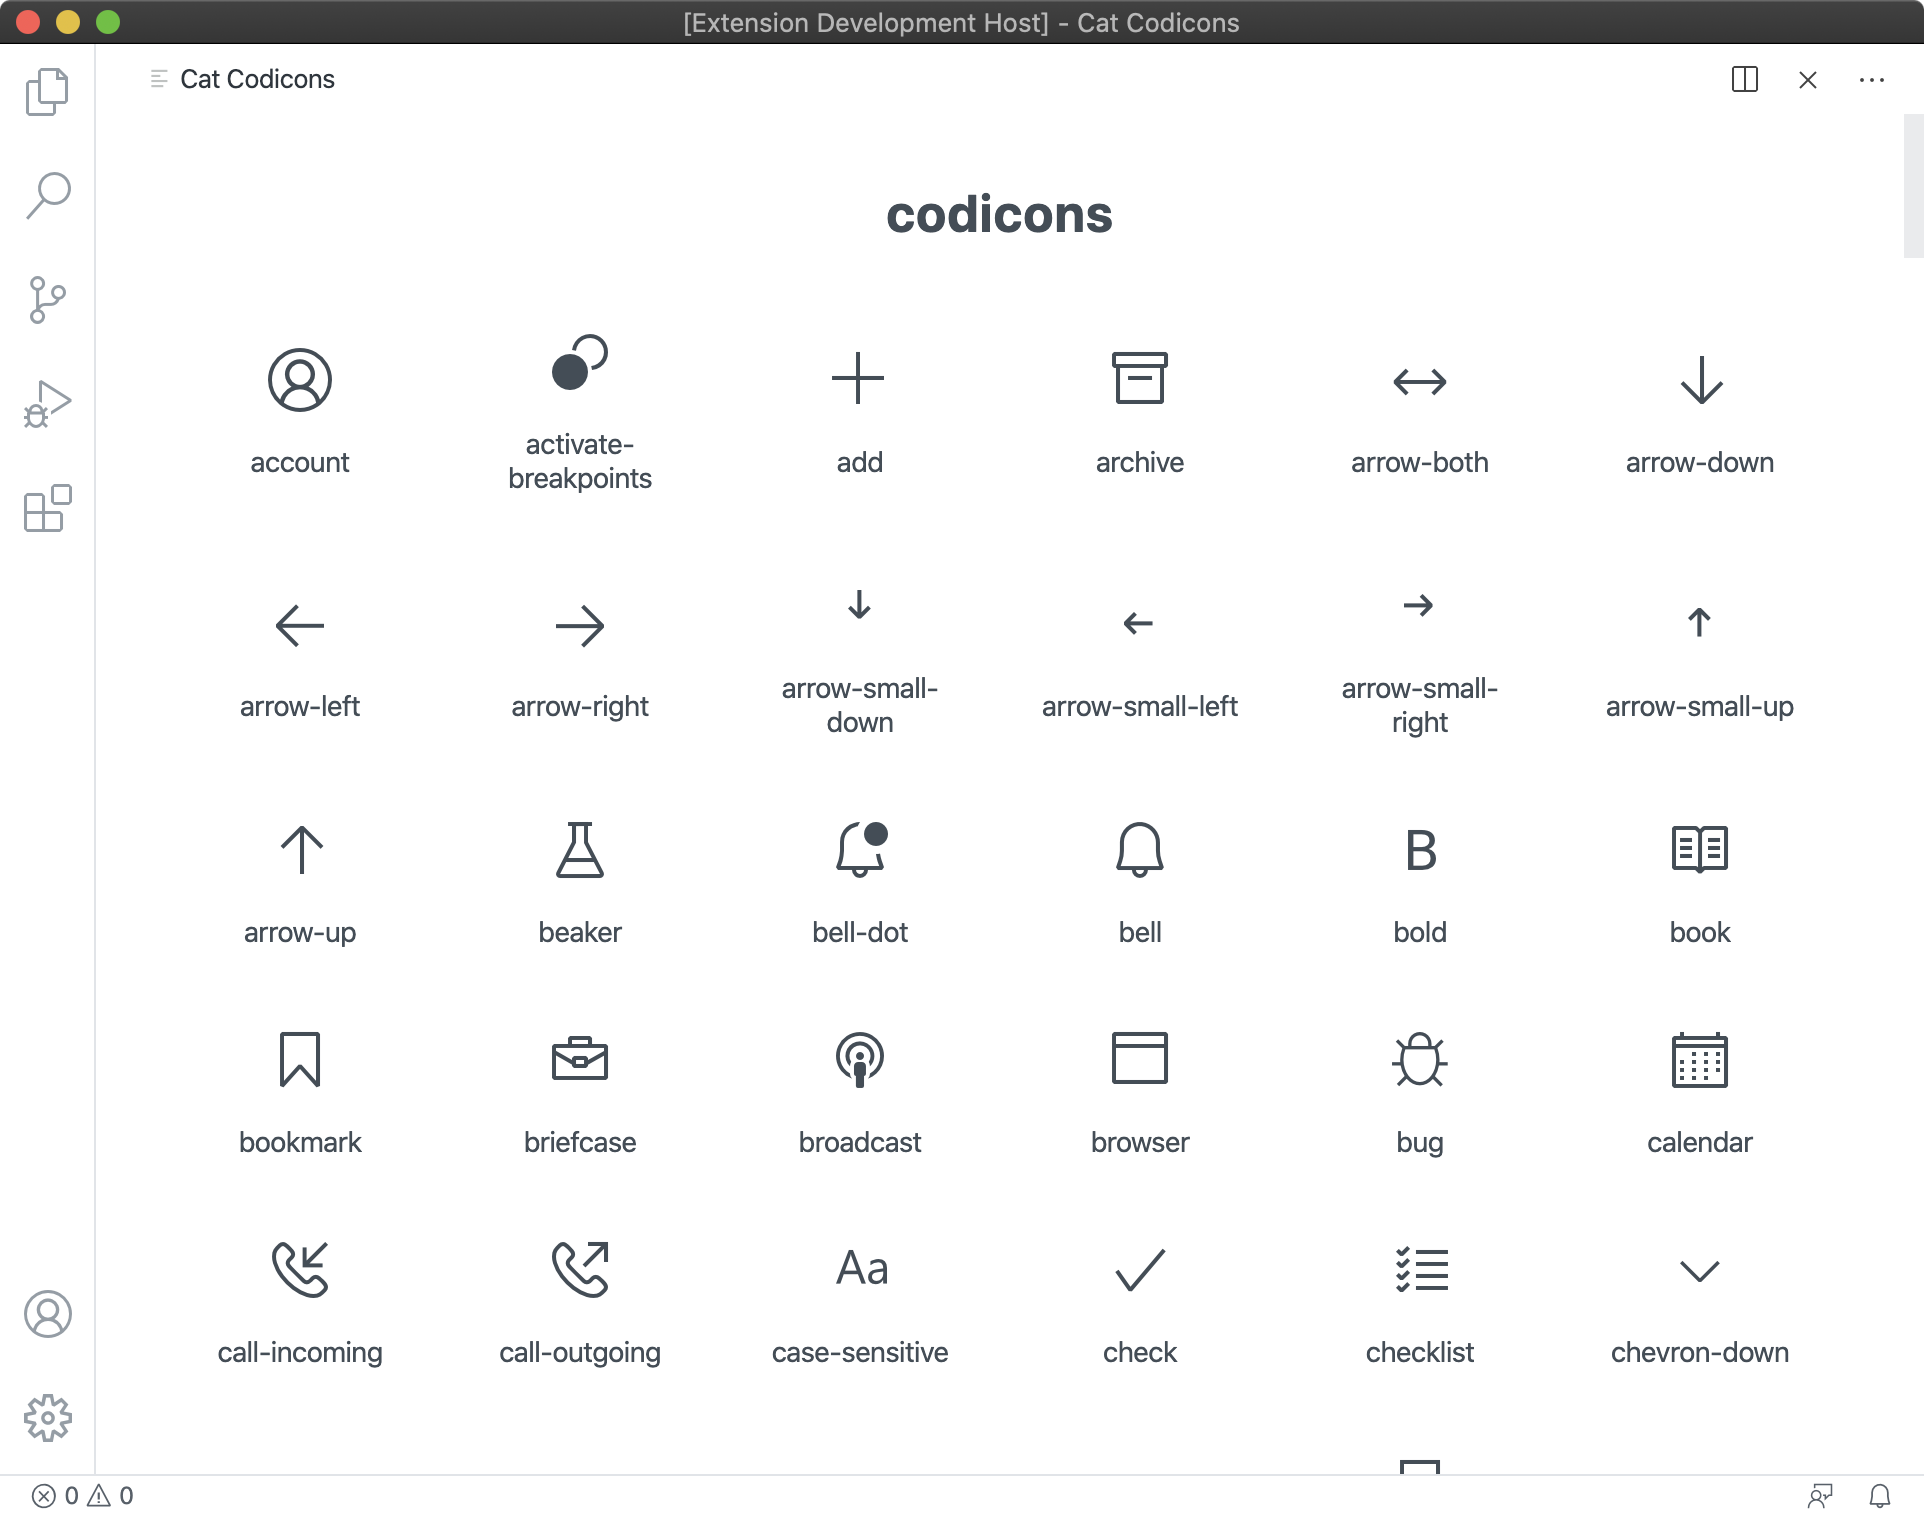 [Extension Development Host] - Cat Codicons
Cat Codicons
codicons
account
activate-
breakpoints
add
archive
arrow-both
arrow-down
arrow-left
arrow-right
arrow-small-
down
arrow-small-left
arrow-small-
right
arrow-small-up
arrow-up
beaker
bell-dot
bell
B
bold
book
bookmark
briefcase
broadcast
browser
bug
calendar
call-incoming
call-outgoing
Aa
case-sensitive
check
checklist
chevron-down
0 0